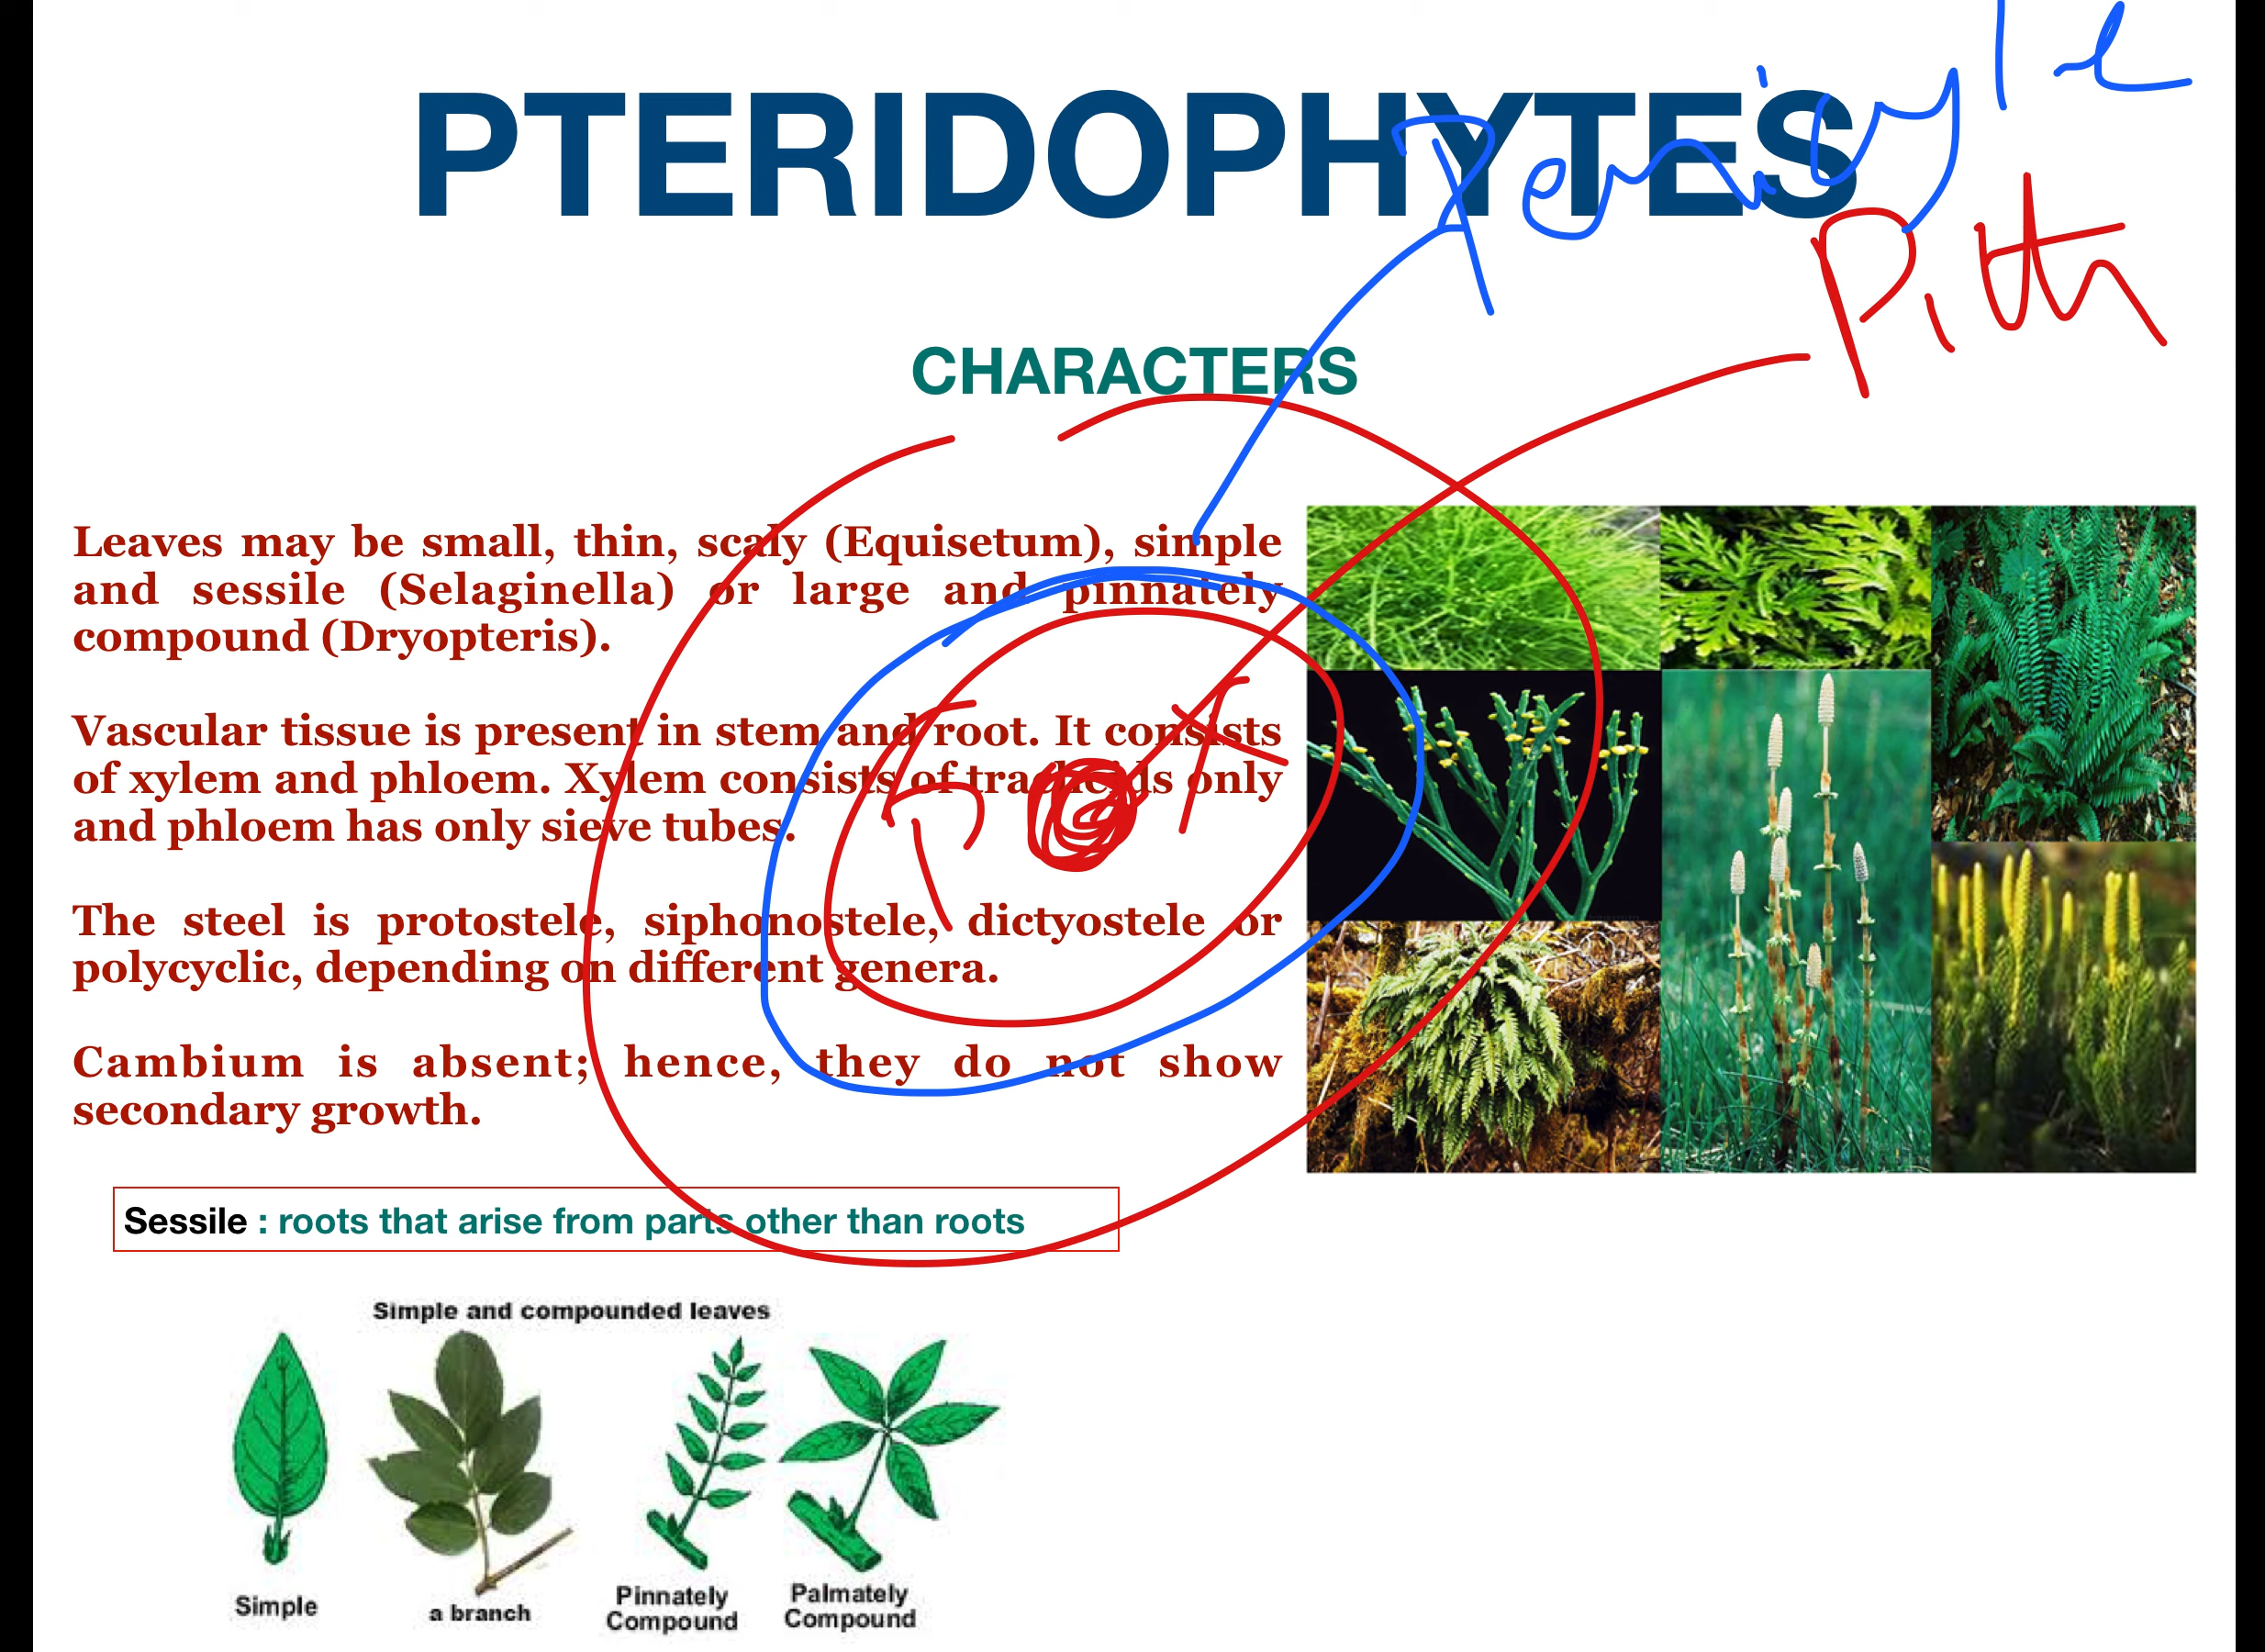 PTERIDOPHYTES
Pericycle
Pith
CHARACTERS
Leaves may be small, thin, scaly (Equisetum), simple
and sessile (Selaginella) or large and pinnately
compound (Dryopteris).
Vascular tissue is present in stem and root. It consists
of xylem and phloem. Xylem consists of tracheids only
and phloem has only sieve tubes.
The steel is protostele, siphonostele, dictyostele or
polycyclic, depending on different genera.
Cambium is absent; hence, they do not show
secondary growth.
Sessile : roots that arise from parts other than roots
Simple and compounded leaves
Simple
a branch
Pinnately
Compound
Palmately
Compound